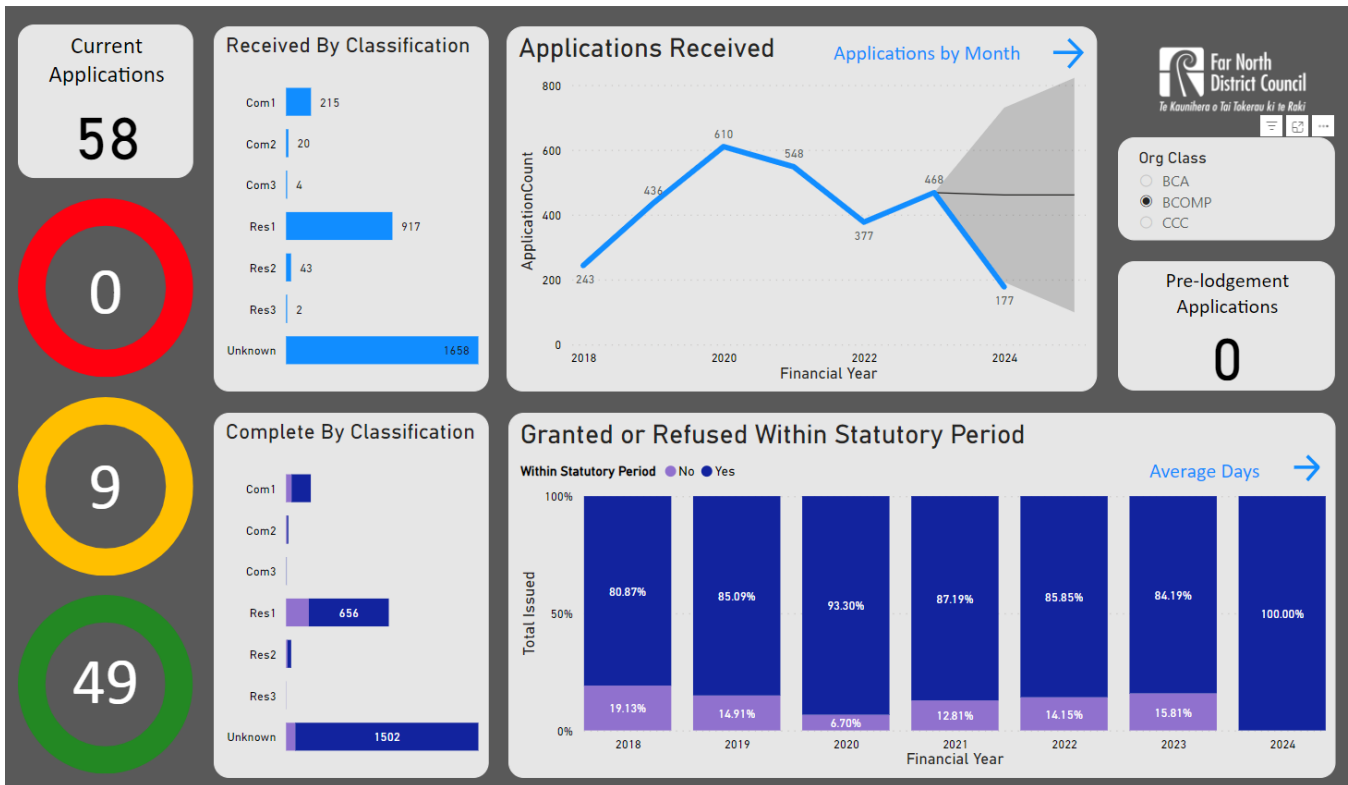 Current
Applications
58
0
9
49
Received By Classification
Com1 215
Com2 20
Com3 4
Res1 917
Res2 43
Res3 2
Unknown 1658
Complete By Classification
Com1
Com2
Com3
Res1 656
Res2
Res3
Unknown 1502
Applications Received
Applications by Month
ApplicationCount
800
600
400
200
0
243
436
610
548
377
468
177
2018 2020 2022 2024
Financial Year
Far North
District Council
Te Kaunihera o Tai Tokerau ki te Raki
Org Class
BCA
BCOMP
CCC
Pre-lodgement
Applications
0
Granted or Refused Within Statutory Period
Within Statutory Period No Yes
Average Days
Total Issued
100%
50%
0%
80.87% 85.09% 93.30% 87.19% 85.85% 84.19% 100.00%
19.13% 14.91% 6.70% 12.81% 14.15% 15.81%
2018 2019 2020 2021 2022 2023 2024
Financial Year